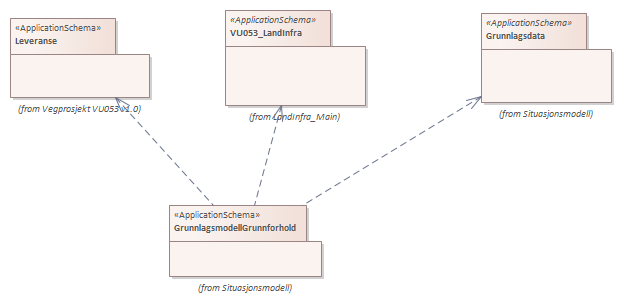 «ApplicationSchema»
Leveranse
(from Vegprosjekt VU053 v1.0)
«ApplicationSchema»
VU053_LandInfra
(from LandInfra_Main)
«ApplicationSchema»
Grunnlagsdata
(from Situasjonsmodell)
«ApplicationSchema»
GrunnlagsmodellGrunnforhold
(from Situasjonsmodell)